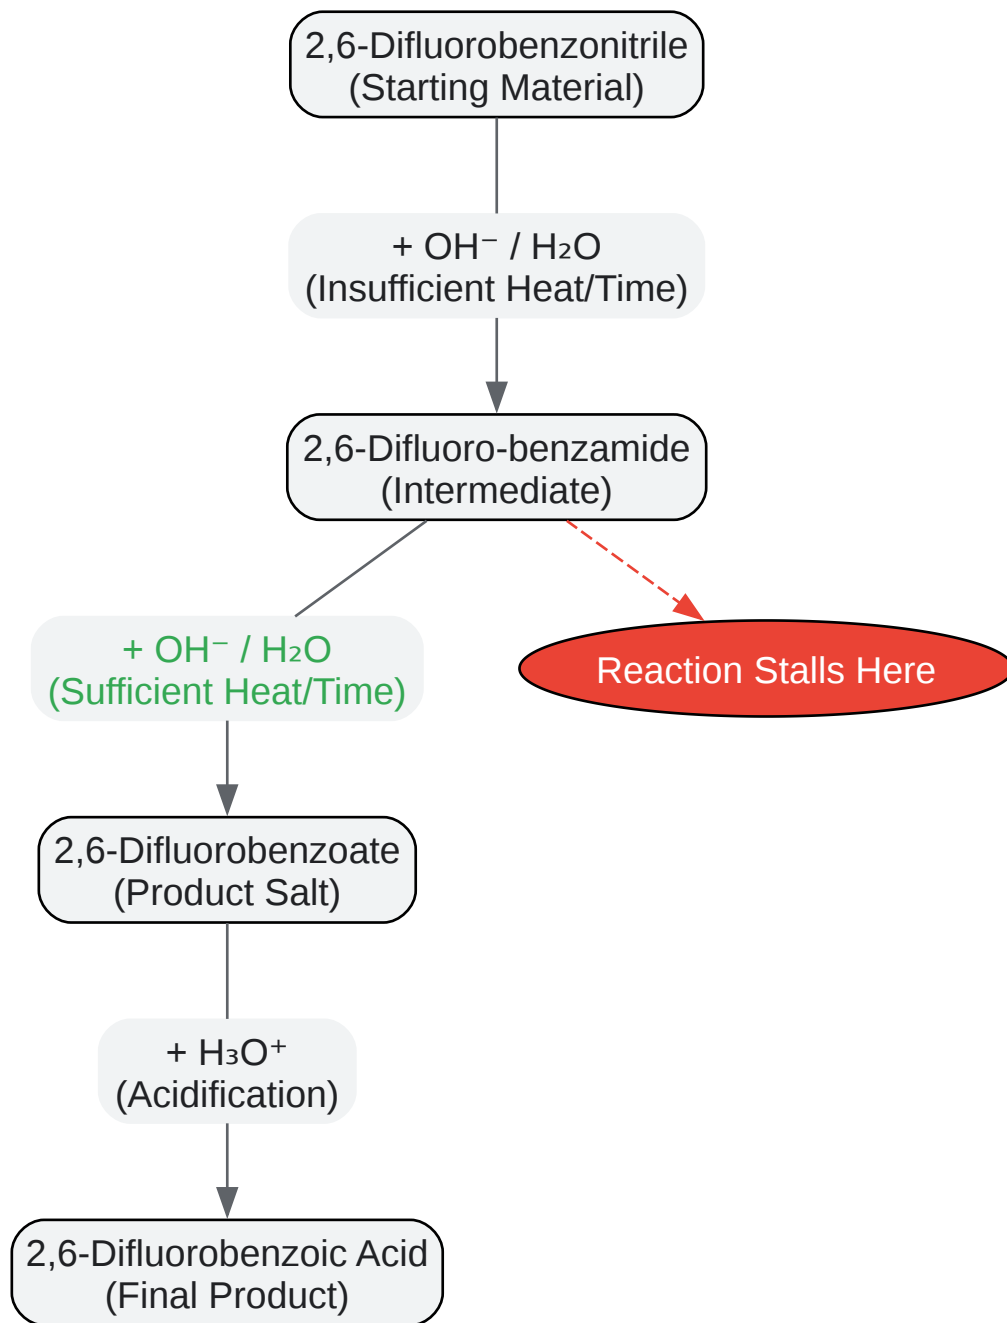 2,6-Difluorobenzonitrile
(Starting Material)
+ OH⁻ / H₂O
(Insufficient Heat/Time)
2,6-Difluoro-benzamide
(Intermediate)
+ OH⁻ / H₂O
(Sufficient Heat/Time)
Reaction Stalls Here
2,6-Difluorobenzoate
(Product Salt)
+ H₃O⁺
(Acidification)
2,6-Difluorobenzoic Acid
(Final Product)